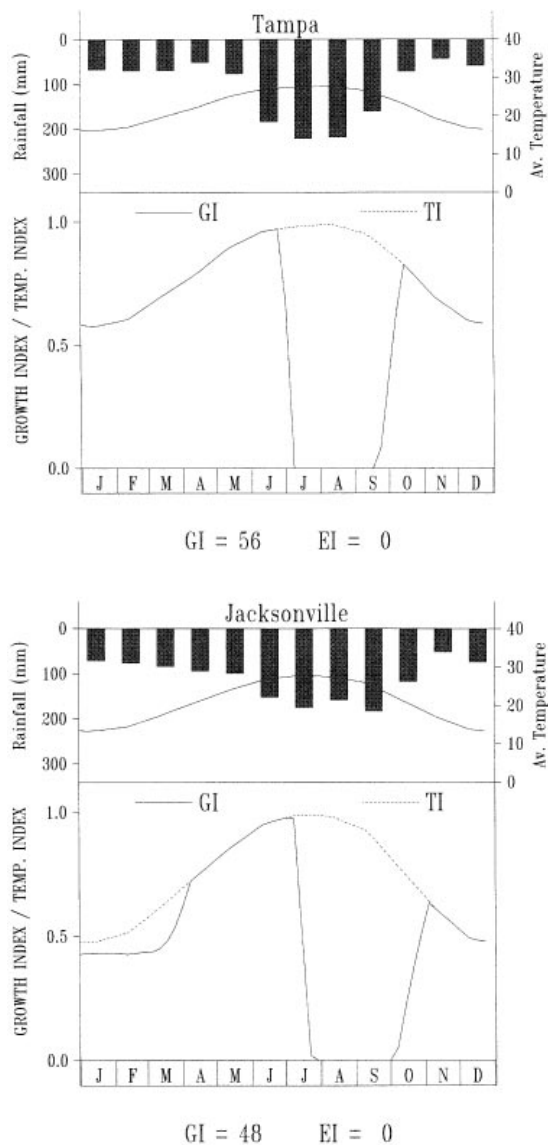 Tampa
0
100
200
300
Rainfall (mm)
40
30
20
10
0
Av. Temperature
GI TI
1.0
0.5
0.0
GROWTH INDEX / TEMP. INDEX
J F M A M J J A S O N D
GI = 56 EI = 0
Jacksonville
0
100
200
300
Rainfall (mm)
40
30
20
10
0
Av. Temperature
GI TI
1.0
0.5
0.0
GROWTH INDEX / TEMP. INDEX
J F M A M J J A S O N D
GI = 48 EI = 0